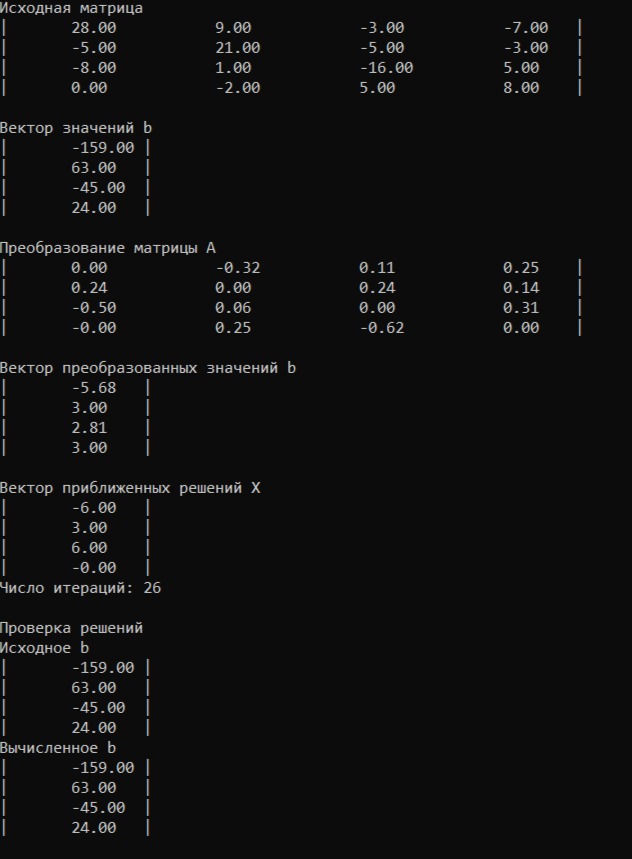 Исходная матрица
| 28.00 9.00 -3.00 -7.00 |
| -5.00 21.00 -5.00 -3.00 |
| -8.00 1.00 -16.00 5.00 |
| 0.00 -2.00 5.00 8.00 |
Вектор значений b
| -159.00 |
| 63.00 |
| -45.00 |
| 24.00 |
Преобразование матрицы A
| 0.00 -0.32 0.11 0.25 |
| 0.24 0.00 0.24 0.14 |
| -0.50 0.06 0.00 0.31 |
| -0.00 0.25 -0.62 0.00 |
Вектор преобразованных значений b
| -5.68 |
| 3.00 |
| 2.81 |
| 3.00 |
Вектор приближенных решений X
| -6.00 |
| 3.00 |
| 6.00 |
| -0.00 |
Число итераций: 26
Проверка решений
Исходное b
| -159.00 |
| 63.00 |
| -45.00 |
| 24.00 |
Вычисленное b
| -159.00 |
| 63.00 |
| -45.00 |
| 24.00 |